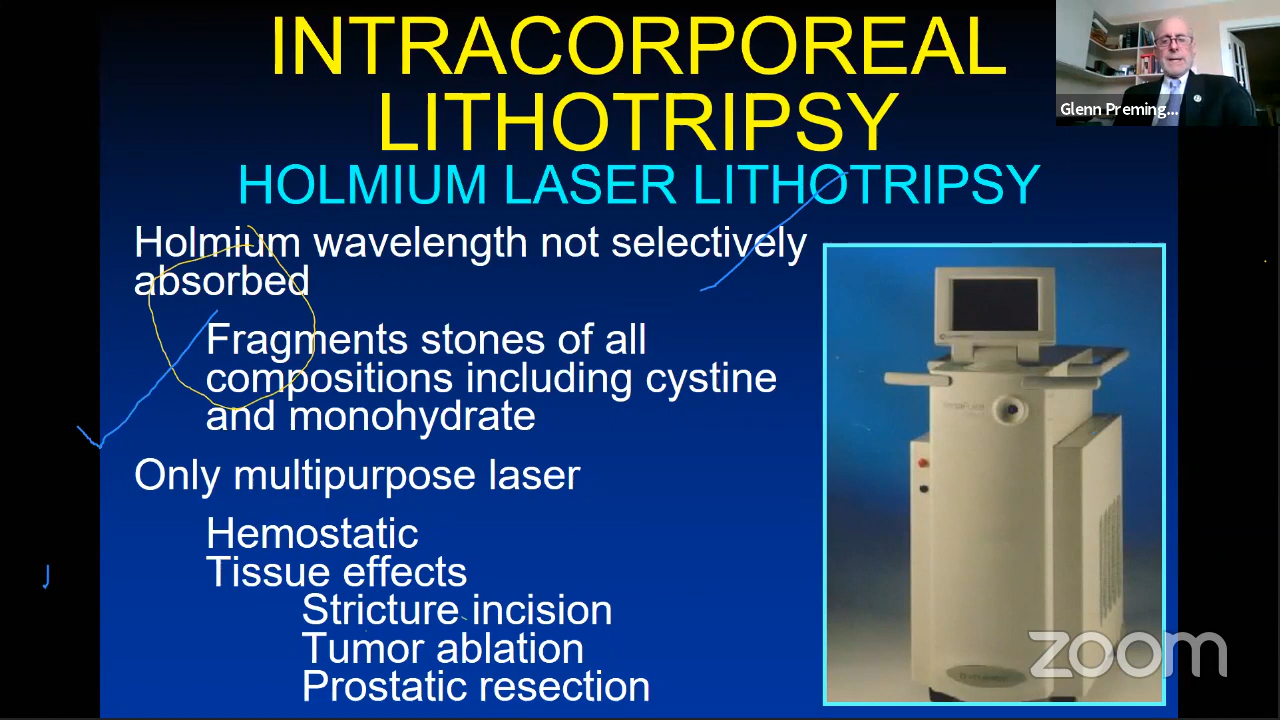 INTRACORPOREAL
LITHOTRIPSY
HOLMIUM LASER LITHOTRIPSY
Glenn Preming...
Holmium wavelength not selectively
absorbed
Fragments stones of all
compositions including cystine
and monohydrate
Only multipurpose laser
Hemostatic
Tissue effects
Stricture incision
Tumor ablation
Prostatic resection
zoom